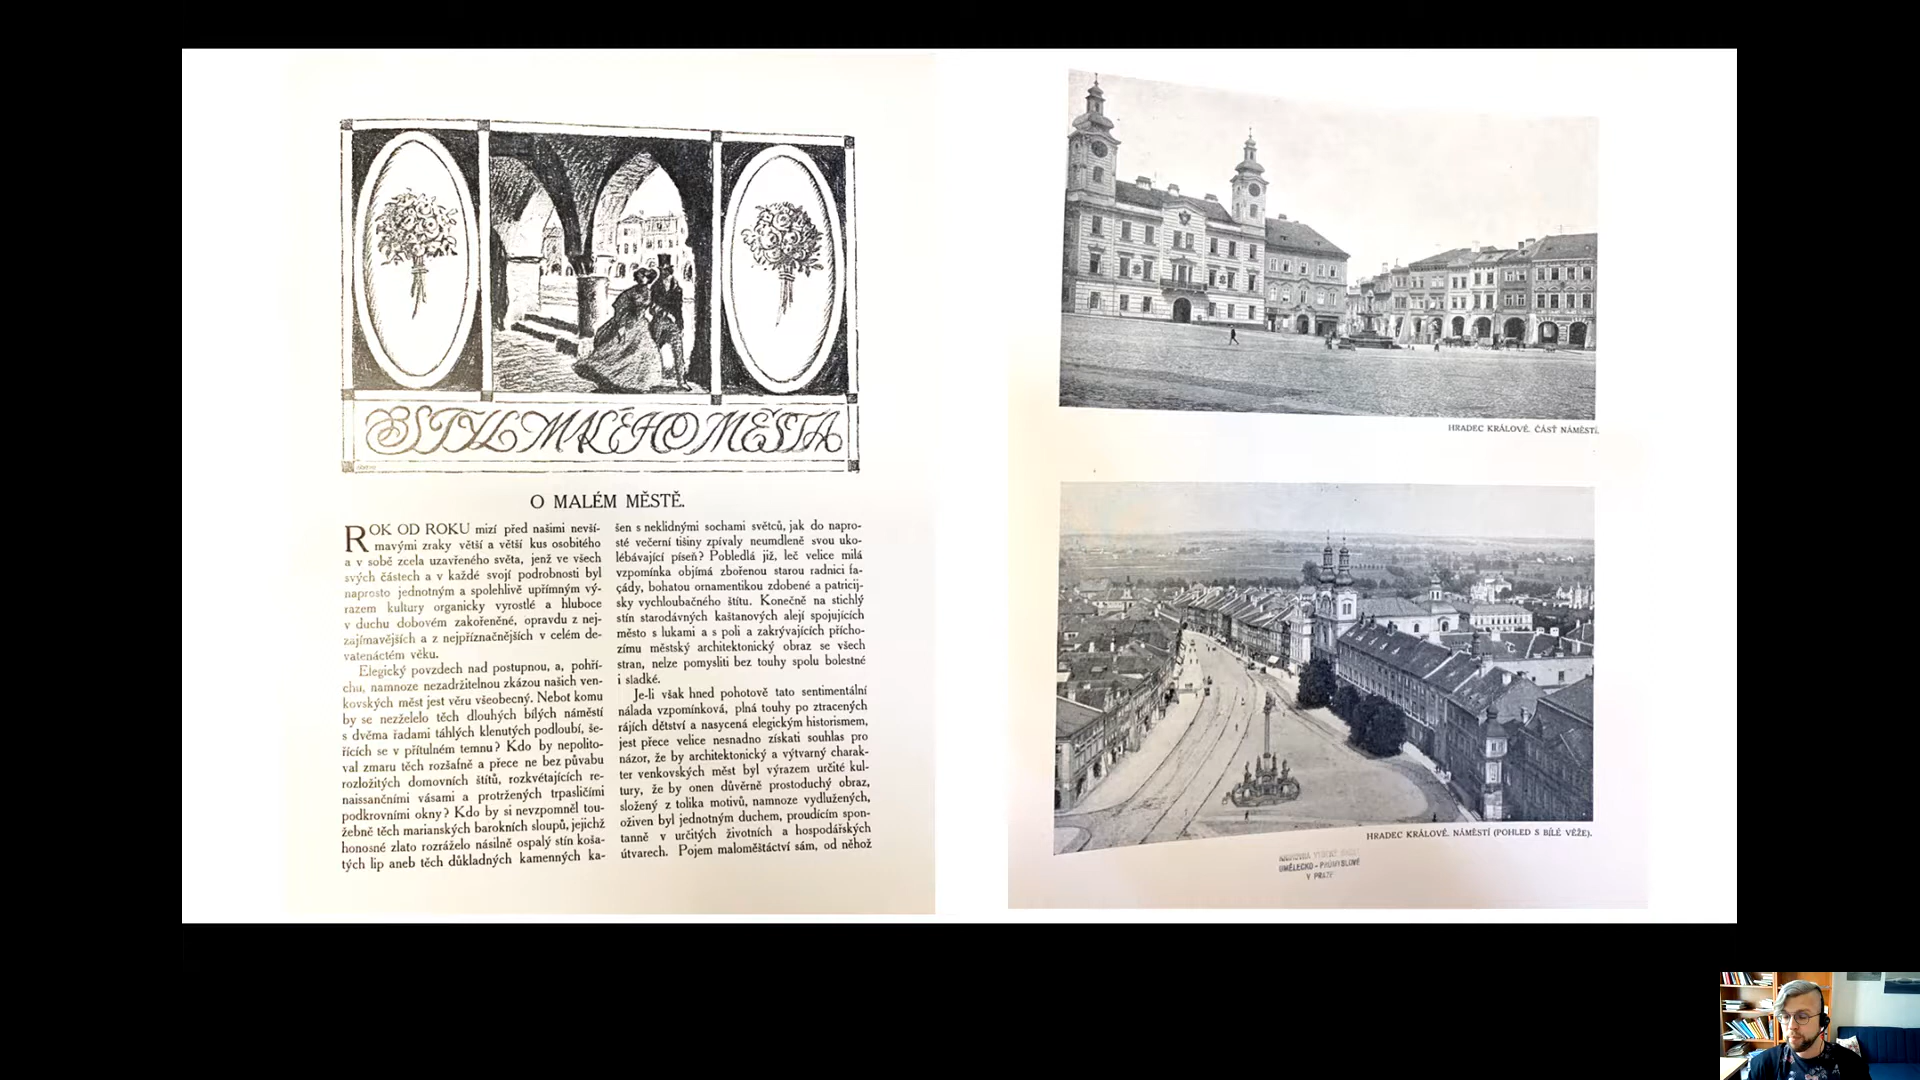 STYL MALÉHO MĚSTA
O MALÉM MĚSTĚ.
ROK OD ROKU mizí před našimi nevší-
mavými zraky větší a větší kus osobitého
a v sobě zcela uzavřeného světa, jenž ve všech
svých částech a v každé svojí podrobnosti byl
naprosto jednotným a spolehlivě upřímným vý-
razem kultury organicky vyrostlé a hluboce
v duchu dobovém zakořeněné, opravdu z nej-
zajímavějších a z nejpříznačnějších v celém de-
vatenáctém věku.
Elegický povzdech nad postupnou, a, pohří-
chu, namnoze nezadržitelnou zkázou našich ven-
kovských měst jest věru všeobecný. Nebot komu
by se nezželelo těch dlouhých bílých náměstí
s dvěma řadami táhlých klenutých podloubí, še-
řících se v přítulném temnu? Kdo by nepolito-
val zmaru těch rozšafně a přece ne bez půvabu
rozložitých domovních štítů, rozkvétajících re-
naissančními vásami a protržených trpasličími
podkrovními okny? Kdo by si nevzpomněl tou-
žebně těch marianských barokních sloupů, jejichž
honosné zlato rozráželo násilně ospalý stín koša-
tých lip aneb těch důkladných kamenných ka-
šen s neklidnými sochami světců, jak do napro-
sté večerní tišiny zpívaly neumdleně svou uko-
lébávající píseň? Pobledlá již, leč velice milá
vzpomínka objímá zbořenou starou radnici fa-
çády, bohatou ornamentikou zdobené a patricij-
sky vychloubačného štítu. Konečně na stichlý
stín starodávných kaštanových alejí spojujících
město s lukami a s poli a zakrývajících přícho-
zímu městský architektonický obraz se všech
stran, nelze pomysliti bez touhy spolu bolestné
i sladké.
Je-li však hned pohotově tato sentimentální
nálada vzpomínková, plná touhy po ztracených
rájích dětství a nasycená elegickým historismem,
jest přece velice nesnadno získati souhlas pro
názor, že by architektonický a výtvarný charak-
ter venkovských měst byl výrazem určité kul-
tury, že by onen důvěrně prostoduchý obraz,
složený z tolika motivů, namnoze vydlužených,
oživen byl jednotným duchem, proudícím spon-
tanně v určitých životních a hospodářských
útvarech. Pojem maloměštáctví sám, od něhož
HRADEC KRÁLOVÉ. ČÁST NÁMĚSTÍ.
HRADEC KRÁLOVÉ. NÁMĚSTÍ (POHLED S BÍLÉ VĚŽE).
UMĚLECKO-PRŮMYSLOVÉ
V PRAZE